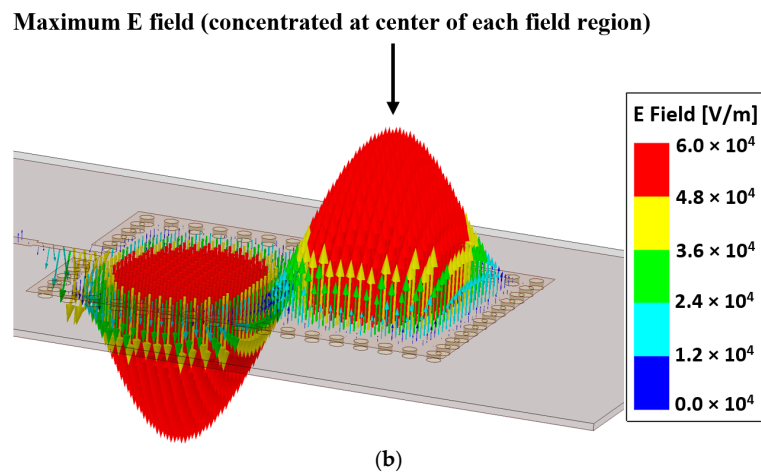 Maximum E field (concentrated at center of each field region)
E Field [V/m]
6.0 × 10⁴
4.8 × 10⁴
3.6 × 10⁴
2.4 × 10⁴
1.2 × 10⁴
0.0 × 10⁴
(b)